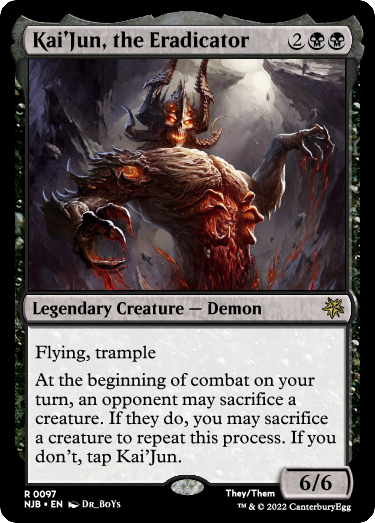 Kai'Jun, the Eradicator 2
Legendary Creature — Demon
Flying, trample
At the beginning of combat on your
turn, an opponent may sacrifice a
creature. If they do, you may sacrifice
a creature to repeat this process. If you
don't, tap Kai'Jun.
6/6
R 0097
They/Them
NJB • EN DR_BOYS
™ & © 2022 CanterburyEgg